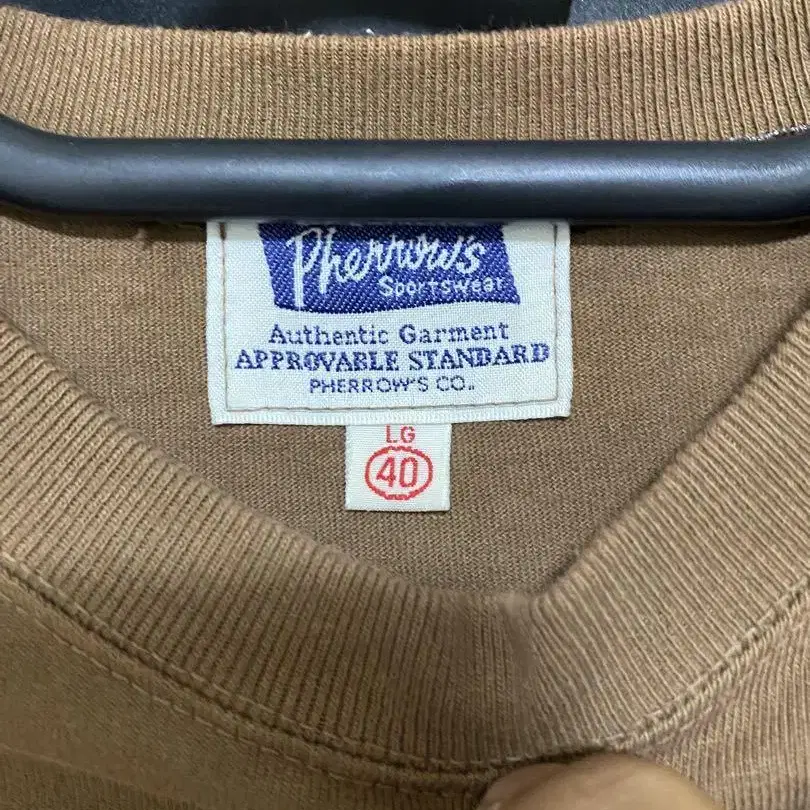 Pherrow's
Sportswear
Authentic Garment
APPROVABLE STANDARD
PHERROW'S CO.,
LG
40